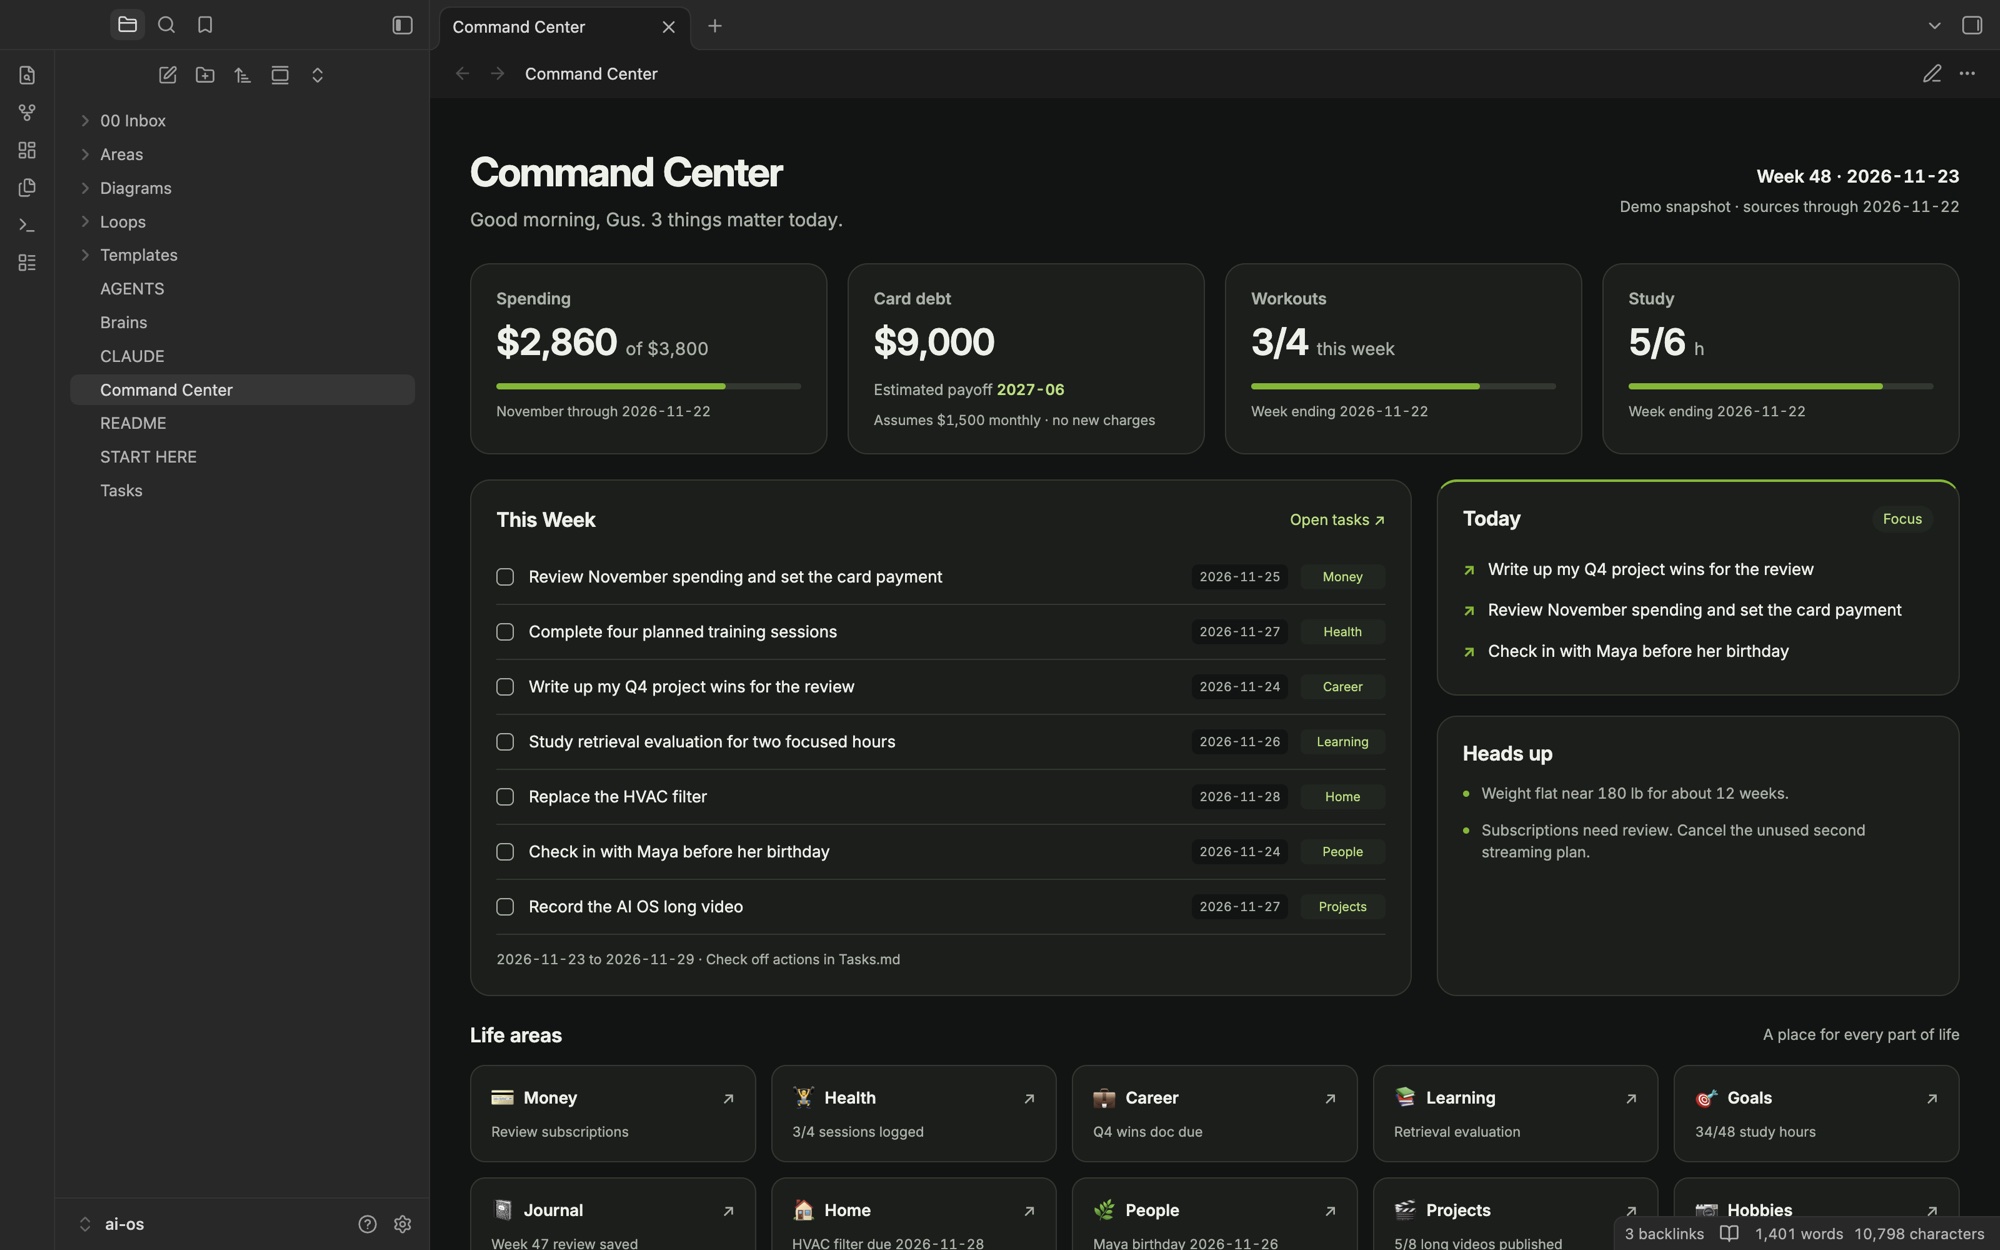 Command Center
Command Center
00 Inbox
Areas
Diagrams
Loops
Templates
AGENTS
Brains
CLAUDE
Command Center
README
START HERE
Tasks
ai-os
Command Center
Good morning, Gus. 3 things matter today.
Week 48 · 2026-11-23
Demo snapshot · sources through 2026-11-22
Spending
$2,860 of $3,800
November through 2026-11-22
Card debt
$9,000
Estimated payoff 2027-06
Assumes $1,500 monthly · no new charges
Workouts
3/4 this week
Week ending 2026-11-22
Study
5/6 h
Week ending 2026-11-22
This Week
Open tasks ↗
Review November spending and set the card payment 2026-11-25 Money
Complete four planned training sessions 2026-11-27 Health
Write up my Q4 project wins for the review 2026-11-24 Career
Study retrieval evaluation for two focused hours 2026-11-26 Learning
Replace the HVAC filter 2026-11-28 Home
Check in with Maya before her birthday 2026-11-24 People
Record the AI OS long video 2026-11-27 Projects
2026-11-23 to 2026-11-29 · Check off actions in Tasks.md
Today
Focus
↗ Write up my Q4 project wins for the review
↗ Review November spending and set the card payment
↗ Check in with Maya before her birthday
Heads up
• Weight flat near 180 lb for about 12 weeks.
• Subscriptions need review. Cancel the unused second
streaming plan.
Life areas
A place for every part of life
Money ↗
Review subscriptions
Health ↗
3/4 sessions logged
Career ↗
Q4 wins doc due
Learning ↗
Retrieval evaluation
Goals ↗
34/48 study hours
Journal ↗
Week 47 review saved
Home ↗
HVAC filter due 2026-11-28
People ↗
Maya birthday 2026-11-26
Projects ↗
5/8 long videos published
Hobbies ↗
3 backlinks 1,401 words 10,798 characters